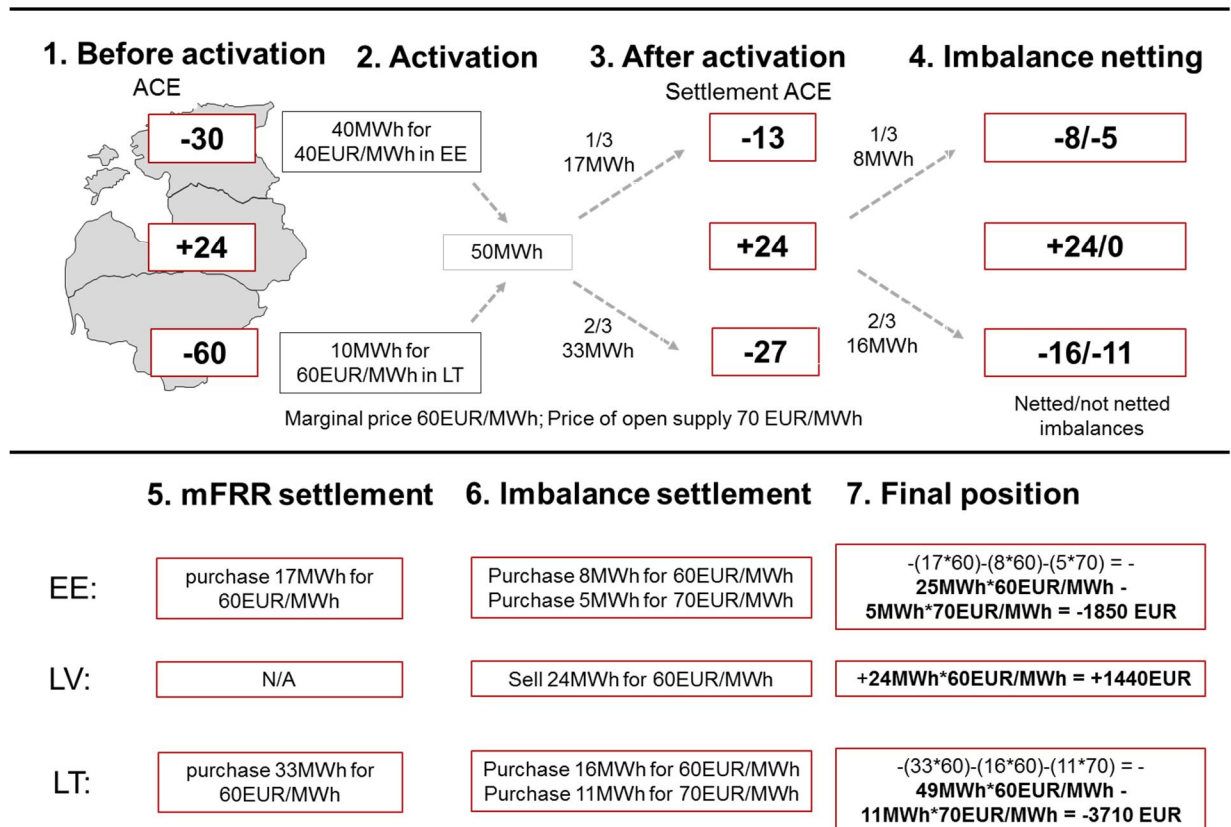 1. Before activation
2. Activation
3. After activation
4. Imbalance netting
ACE
Settlement ACE
-30
40MWh for
40EUR/MWh in EE
1/3
17MWh
-13
1/3
8MWh
-8/-5
+24
50MWh
+24
+24/0
-60
10MWh for
60EUR/MWh in LT
2/3
33MWh
-27
2/3
16MWh
-16/-11
Marginal price 60EUR/MWh; Price of open supply 70 EUR/MWh
Netted/not netted
imbalances
5. mFRR settlement
6. Imbalance settlement
7. Final position
EE:
purchase 17MWh for
60EUR/MWh
Purchase 8MWh for 60EUR/MWh
Purchase 5MWh for 70EUR/MWh
-(17*60)-(8*60)-(5*70) = -
25MWh*60EUR/MWh -
5MWh*70EUR/MWh = -1850 EUR
LV:
N/A
Sell 24MWh for 60EUR/MWh
+24MWh*60EUR/MWh = +1440EUR
LT:
purchase 33MWh for
60EUR/MWh
Purchase 16MWh for 60EUR/MWh
Purchase 11MWh for 70EUR/MWh
-(33*60)-(16*60)-(11*70) = -
49MWh*60EUR/MWh -
11MWh*70EUR/MWh = -3710 EUR